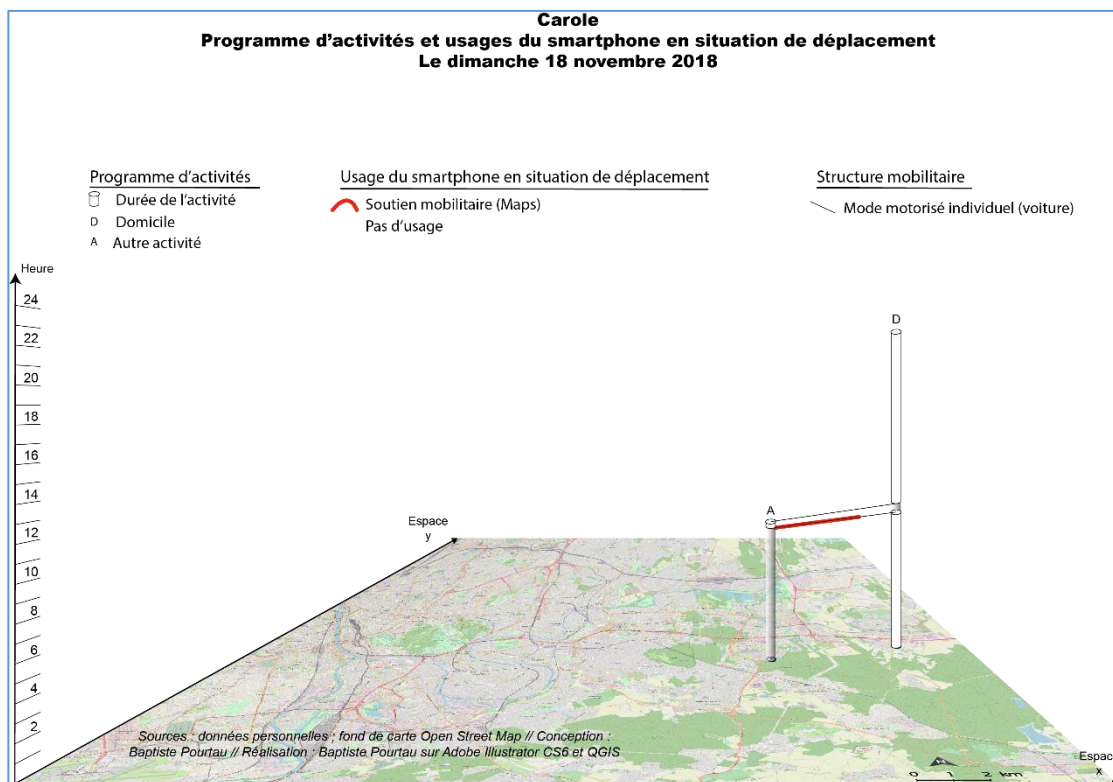 Carole
Programme d'activités et usages du smartphone en situation de déplacement
Le dimanche 18 novembre 2018
Programme d'activités
Durée de l'activité
D Domicile
A Autre activité
Usage du smartphone en situation de déplacement
Soutien mobilitaire (Maps)
Pas d'usage
Structure mobilitaire
Mode motorisé individuel (voiture)
Heure
24
22
20
18
16
14
12
10
8
6
4
2
Espace
y
A
D
Sources : données personnelles ; fond de carte Open Street Map // Conception :
Baptiste Pourtau // Réalisation : Baptiste Pourtau sur Adobe Illustrator CS6 et QGIS
0 1 2 km
Espac
x